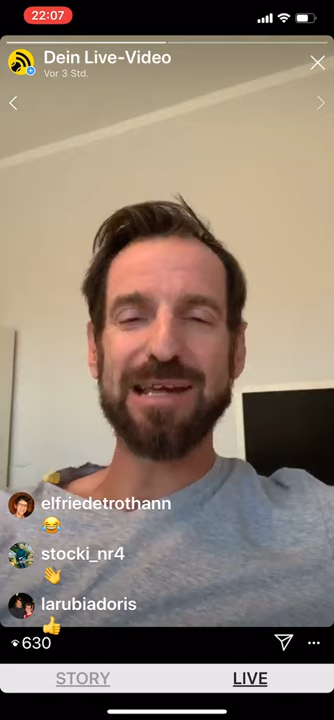 22:07
Dein Live-Video
Vor 3 Std.
elfriedetrothann
😂
stocki_nr4
👋
larubiadoris
👍
630
STORY
LIVE